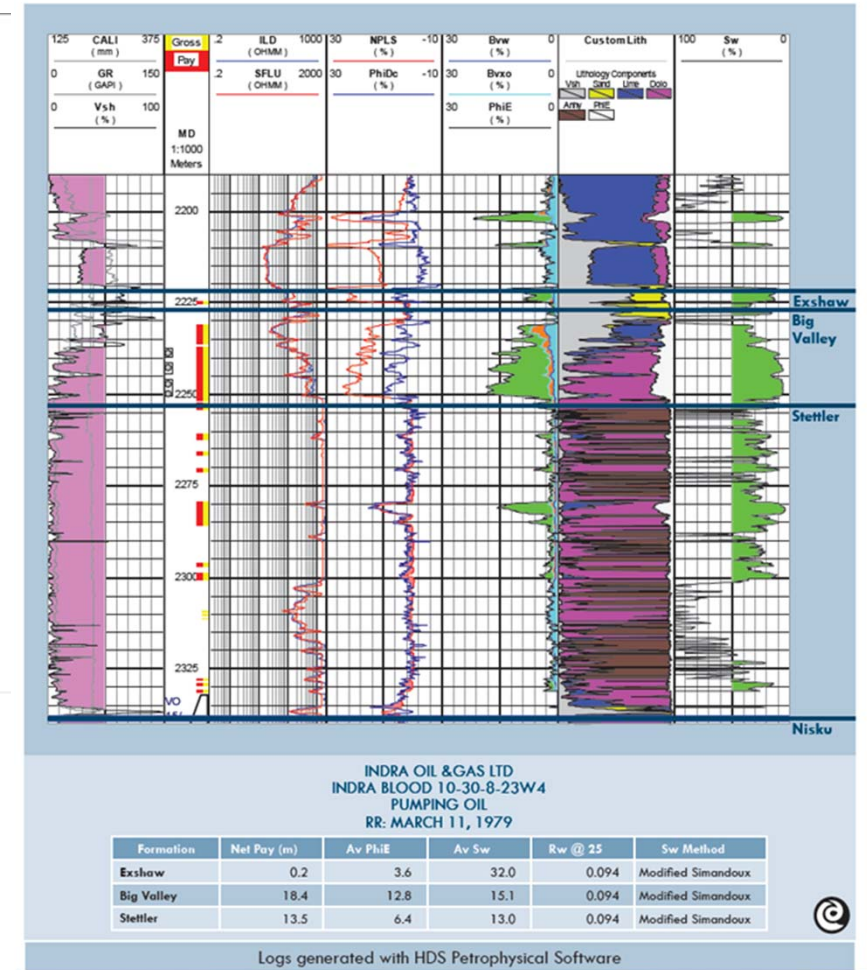 125 CALI 375
( mm )
0 GR 150
( GAPI )
0 Vsh 100
( % )
Gross
Pay
MD
1:1000
Meters
.2 ILD 1000
( OHMM )
.2 SFLU 2000
( OHMM )
30 NPLS -10
( % )
30 PhiDc -10
( % )
30 Bvw 0
( % )
30 Bvxo 0
( % )
30 PhiE 0
( % )
CustomLith
Lithology Components
Vsh Sand Lime Dolo
Anhy PhiE
100 Sw 0
( % )
2200
2225
2250
2275
2300
2325
VO
Exshaw
Big
Valley
Stettler
Nisku
INDRA OIL &GAS LTD
INDRA BLOOD 10-30-8-23W4
PUMPING OIL
RR: MARCH 11, 1979
Formation Net Pay (m) Av PhiE Av Sw Rw @ 25 Sw Method
Exshaw 0.2 3.6 32.0 0.094 Modified Simandoux
Big Valley 18.4 12.8 15.1 0.094 Modified Simandoux
Stettler 13.5 6.4 13.0 0.094 Modified Simandoux
Logs generated with HDS Petrophysical Software